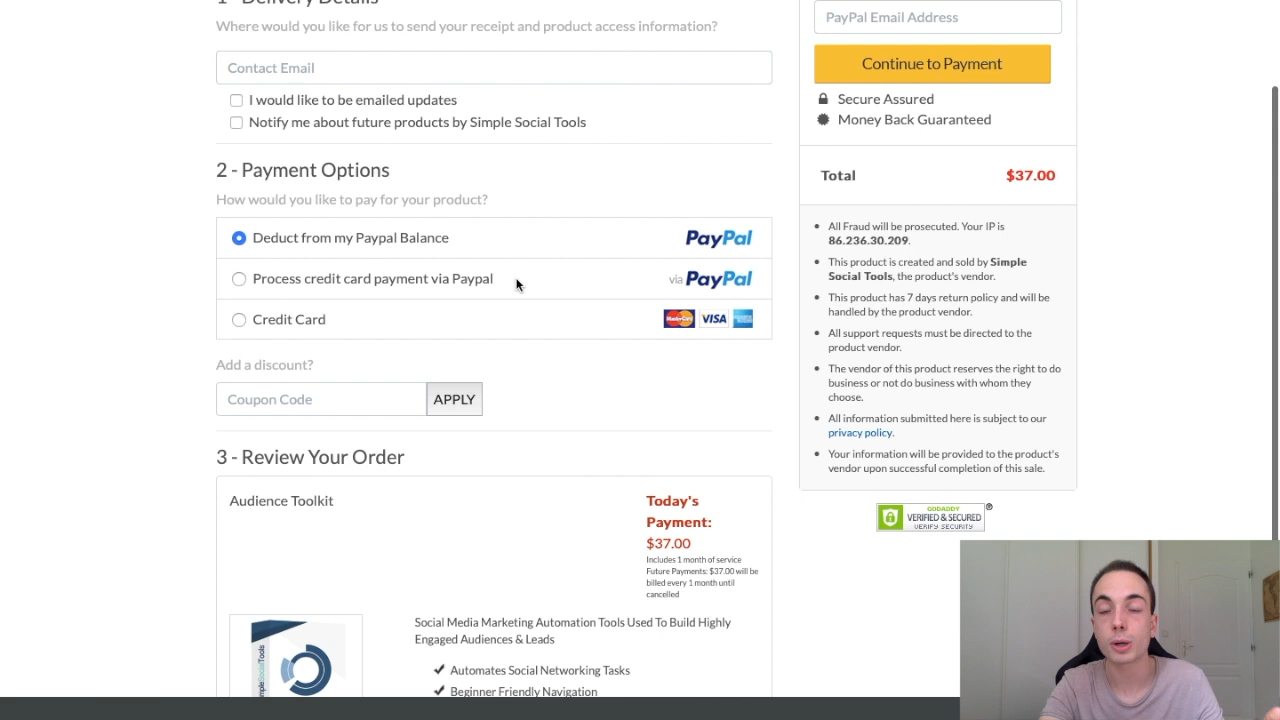 1 - Delivery Details
Where would you like for us to send your receipt and product access information?
Contact Email
I would like to be emailed updates
Notify me about future products by Simple Social Tools
2 - Payment Options
How would you like to pay for your product?
Deduct from my Paypal Balance
PayPal
Process credit card payment via Paypal
via PayPal
Credit Card
MasterCard
VISA
Add a discount?
Coupon Code
APPLY
3 - Review Your Order
Audience Toolkit
Today's
Payment:
$37.00
Includes 1 month of service
Future Payments: $37.00 will be
billed every 1 month until
cancelled
Social Media Marketing Automation Tools Used To Build Highly
Engaged Audiences & Leads
Automates Social Networking Tasks
Beginner Friendly Navigation
PayPal Email Address
Continue to Payment
Secure Assured
Money Back Guaranteed
Total $37.00
All Fraud will be prosecuted. Your IP is
86.236.30.209.
This product is created and sold by Simple
Social Tools, the product's vendor.
This product has 7 days return policy and will be
handled by the product vendor.
All support requests must be directed to the
product vendor.
The vendor of this product reserves the right to do
business or not do business with whom they
choose.
All information submitted here is subject to our
privacy policy.
Your information will be provided to the product's
vendor upon successful completion of this sale.
GODADDY
VERIFIED & SECURED
VERIFY SECURITY